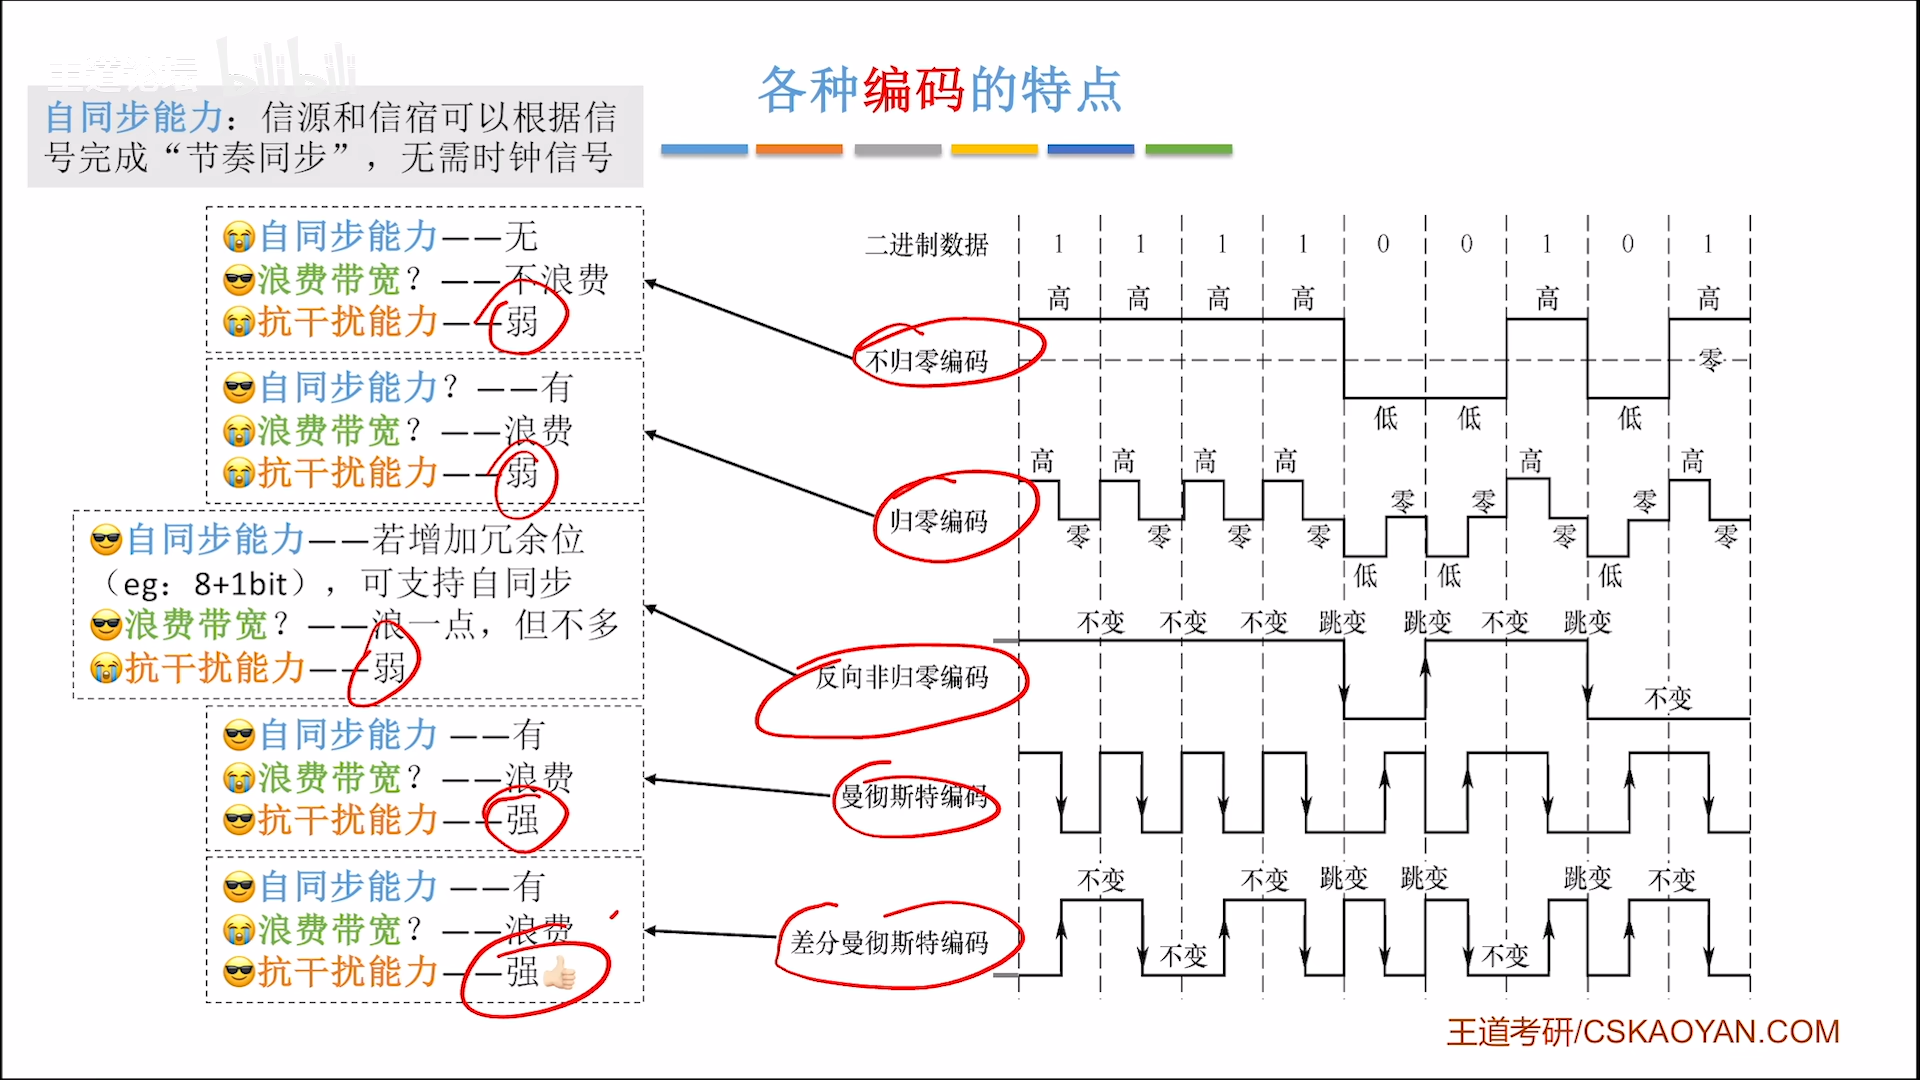 王道论坛 bilibili
各种编码的特点
自同步能力：信源和信宿可以根据信
号完成“节奏同步”，无需时钟信号
自同步能力——无
浪费带宽？——不浪费
抗干扰能力——弱
自同步能力？——有
浪费带宽？——浪费
抗干扰能力——弱
自同步能力——若增加冗余位
（eg：8+1bit），可支持自同步
浪费带宽？——浪一点，但不多
抗干扰能力——弱
自同步能力 ——有
浪费带宽？——浪费
抗干扰能力——强
自同步能力 ——有
浪费带宽？——浪费
抗干扰能力——强
二进制数据 1 1 1 1 0 0 1 0 1
高 高 高 高 高 高
不归零编码 零
低 低 低
高 高 高 高 高 高
零 零 零
归零编码
零 零 零 零 零 零
低 低 低
不变 不变 不变 跳变 跳变 不变 跳变
反向非归零编码
不变
曼彻斯特编码
不变 不变 跳变 跳变 跳变 不变
差分曼彻斯特编码
不变 不变
王道考研/CSKAOYAN.COM